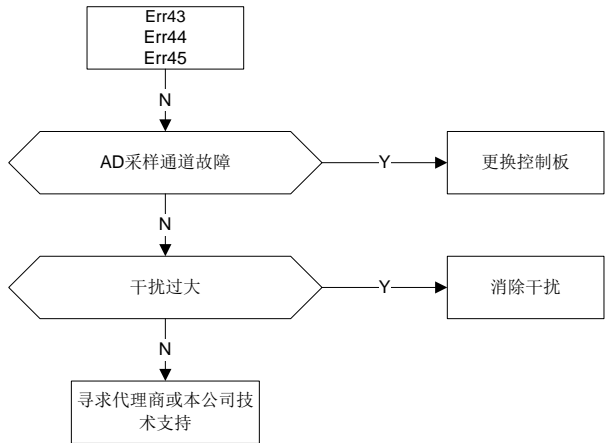 Err43
Err44
Err45
N
AD采样通道故障
Y
更换控制板
N
干扰过大
Y
消除干扰
N
寻求代理商或本公司技
术支持